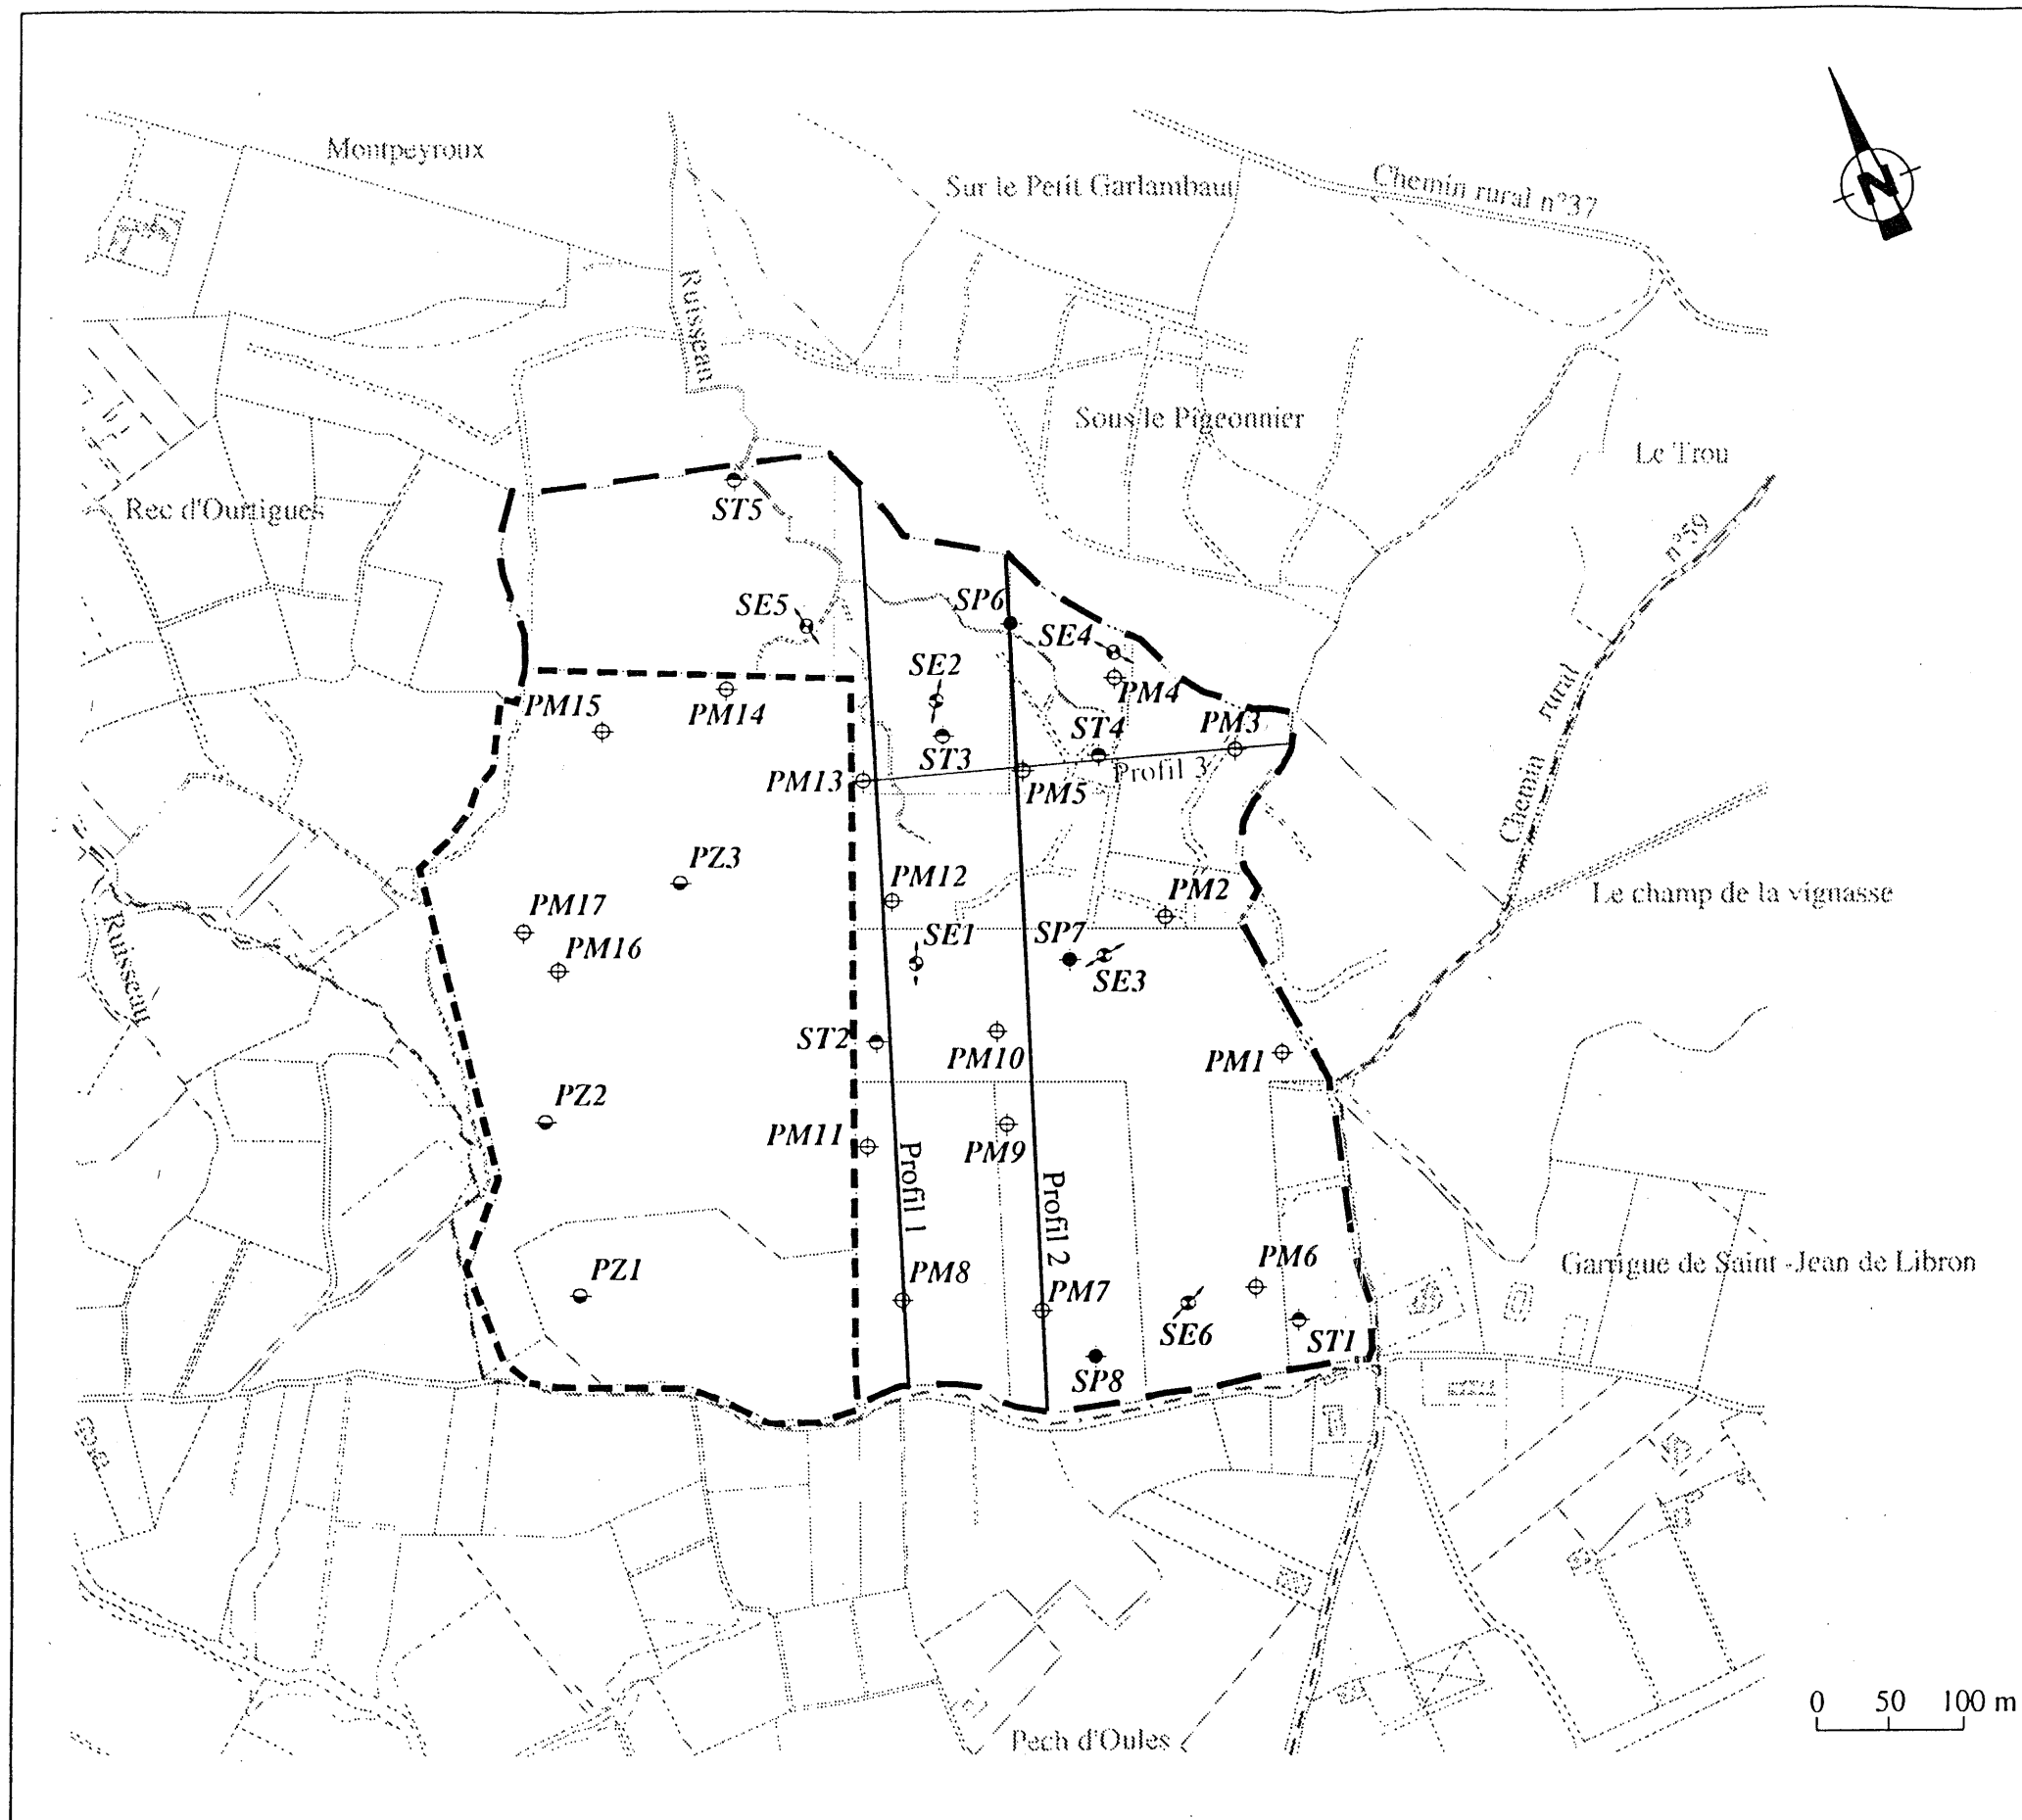 Montpeyroux
Sur le Petit Garlambaut
Chemin rural n°37
N
Ruisseau
Sous le Pigeonnier
Le Trou
Rec d'Ourtigues
ST5
n°59
SE5
SP6
SE4
SE2
PM4
rural
PM15
PM14
ST3
ST4
PM3
PM13
PM5
Profil 3
Chemin
PZ3
PM12
PM2
Le champ de la vignasse
PM17
Ruisseau
PM16
SE1
SP7
SE3
ST2
PM10
PM1
PZ2
PM11
PM9
Profil 1
Profil 2
PZ1
PM8
PM7
PM6
Garrigue de Saint-Jean de Libron
SE6
ST1
SP8
Pech d'Oules
0 50 100 m